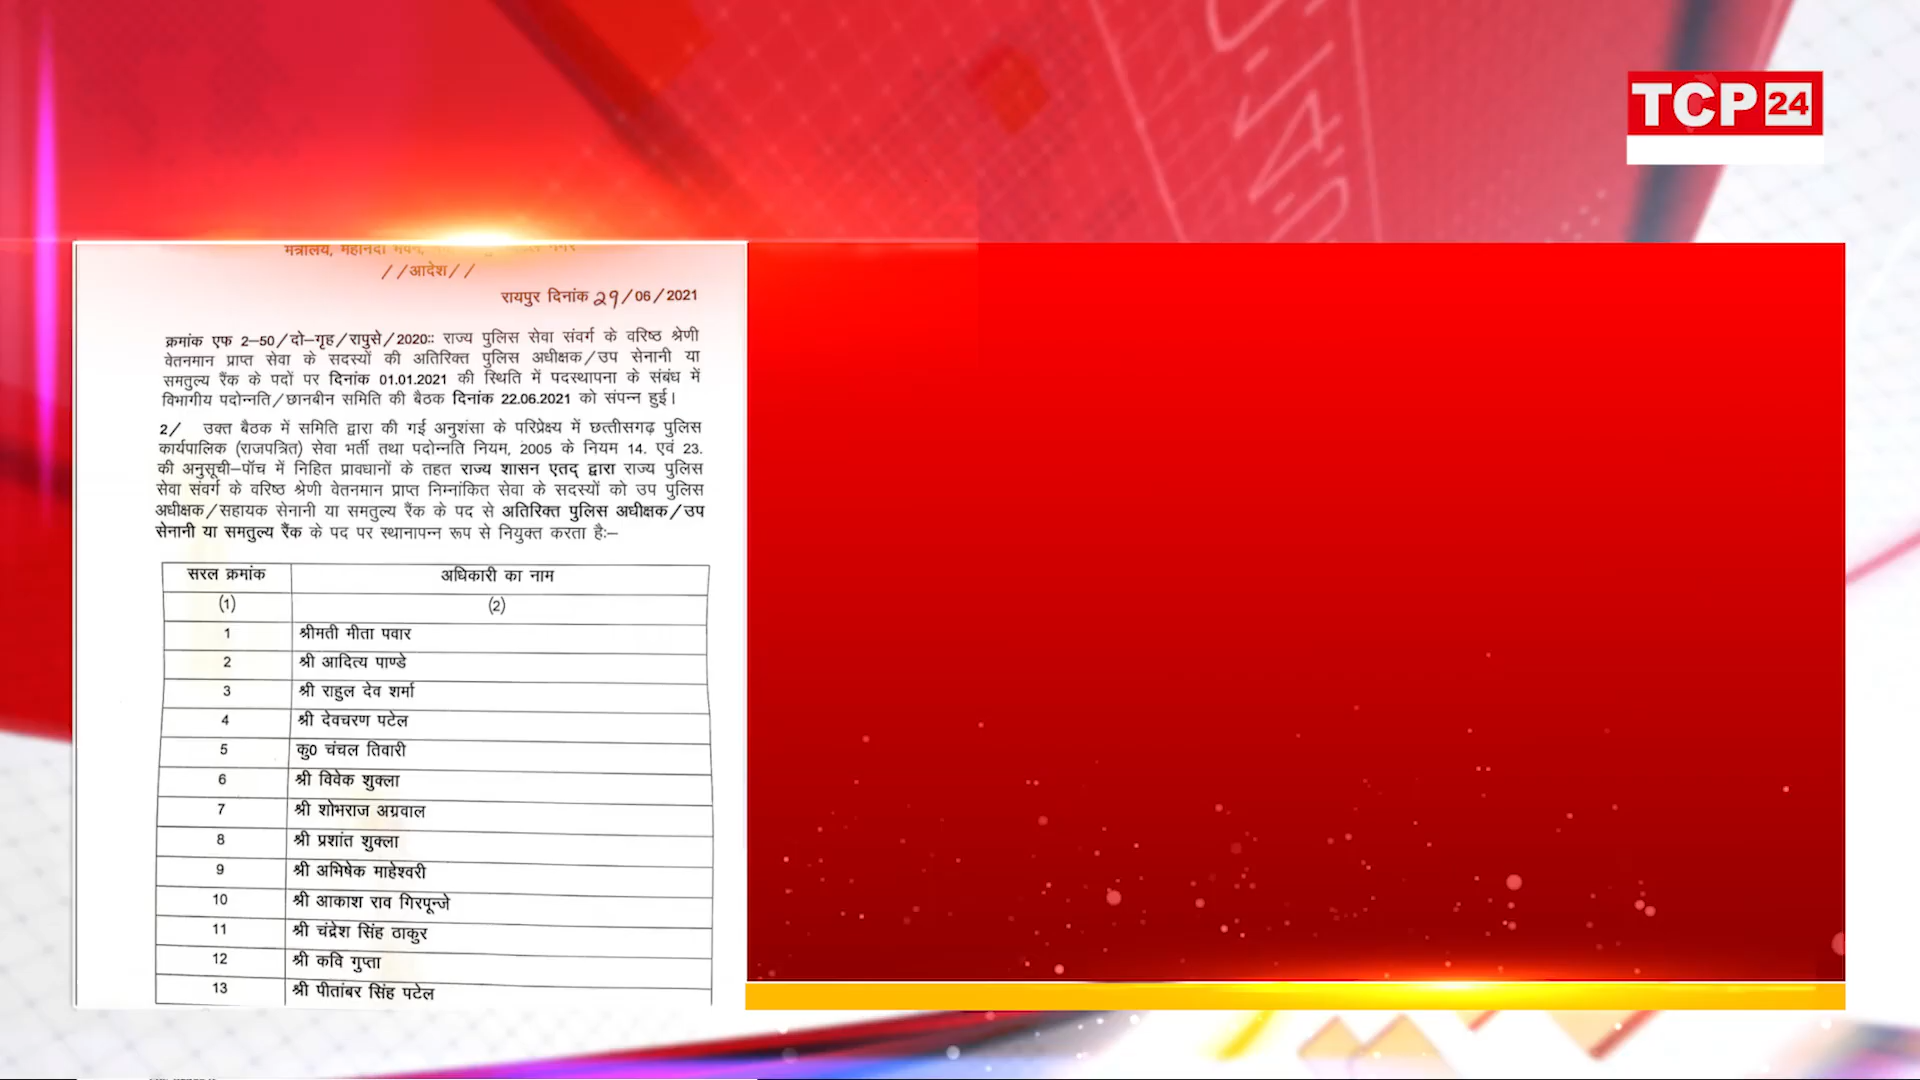 TCP 24
मंत्रालय, महानदी भवन,
//आदेश//
रायपुर दिनांक 29/06/2021
क्रमांक एफ 2–50/दो–गृह/रापुसे/2020:: राज्य पुलिस सेवा संवर्ग के वरिष्ठ श्रेणी
वेतनमान प्राप्त सेवा के सदस्यों की अतिरिक्त पुलिस अधीक्षक/उप सेनानी या
समतुल्य रैंक के पदों पर दिनांक 01.01.2021 की स्थिति में पदस्थापना के संबंध में
विभागीय पदोन्नति/छानबीन समिति की बैठक दिनांक 22.06.2021 को संपन्न हुई।
2/ उक्त बैठक में समिति द्वारा की गई अनुशंसा के परिप्रेक्ष्य में छत्तीसगढ़ पुलिस
कार्यपालिक (राजपत्रित) सेवा भर्ती तथा पदोन्नति नियम, 2005 के नियम 14. एवं 23.
की अनुसूची–पॉच में निहित प्रावधानों के तहत राज्य शासन एतद् द्वारा राज्य पुलिस
सेवा संवर्ग के वरिष्ठ श्रेणी वेतनमान प्राप्त निम्नांकित सेवा के सदस्यों को उप पुलिस
अधीक्षक/सहायक सेनानी या समतुल्य रैंक के पद से अतिरिक्त पुलिस अधीक्षक/उप
सेनानी या समतुल्य रैंक के पद पर स्थानापन्न रूप से नियुक्त करता है:–
सरल क्रमांक अधिकारी का नाम
(1) (2)
1 श्रीमती मीता पवार
2 श्री आदित्य पाण्डे
3 श्री राहुल देव शर्मा
4 श्री देवचरण पटेल
5 कु0 चंचल तिवारी
6 श्री विवेक शुक्ला
7 श्री शोभराज अग्रवाल
8 श्री प्रशांत शुक्ला
9 श्री अभिषेक माहेश्वरी
10 श्री आकाश राव गिरपून्जे
11 श्री चंद्रेश सिंह ठाकुर
12 श्री कवि गुप्ता
13 श्री पीतांबर सिंह पटेल